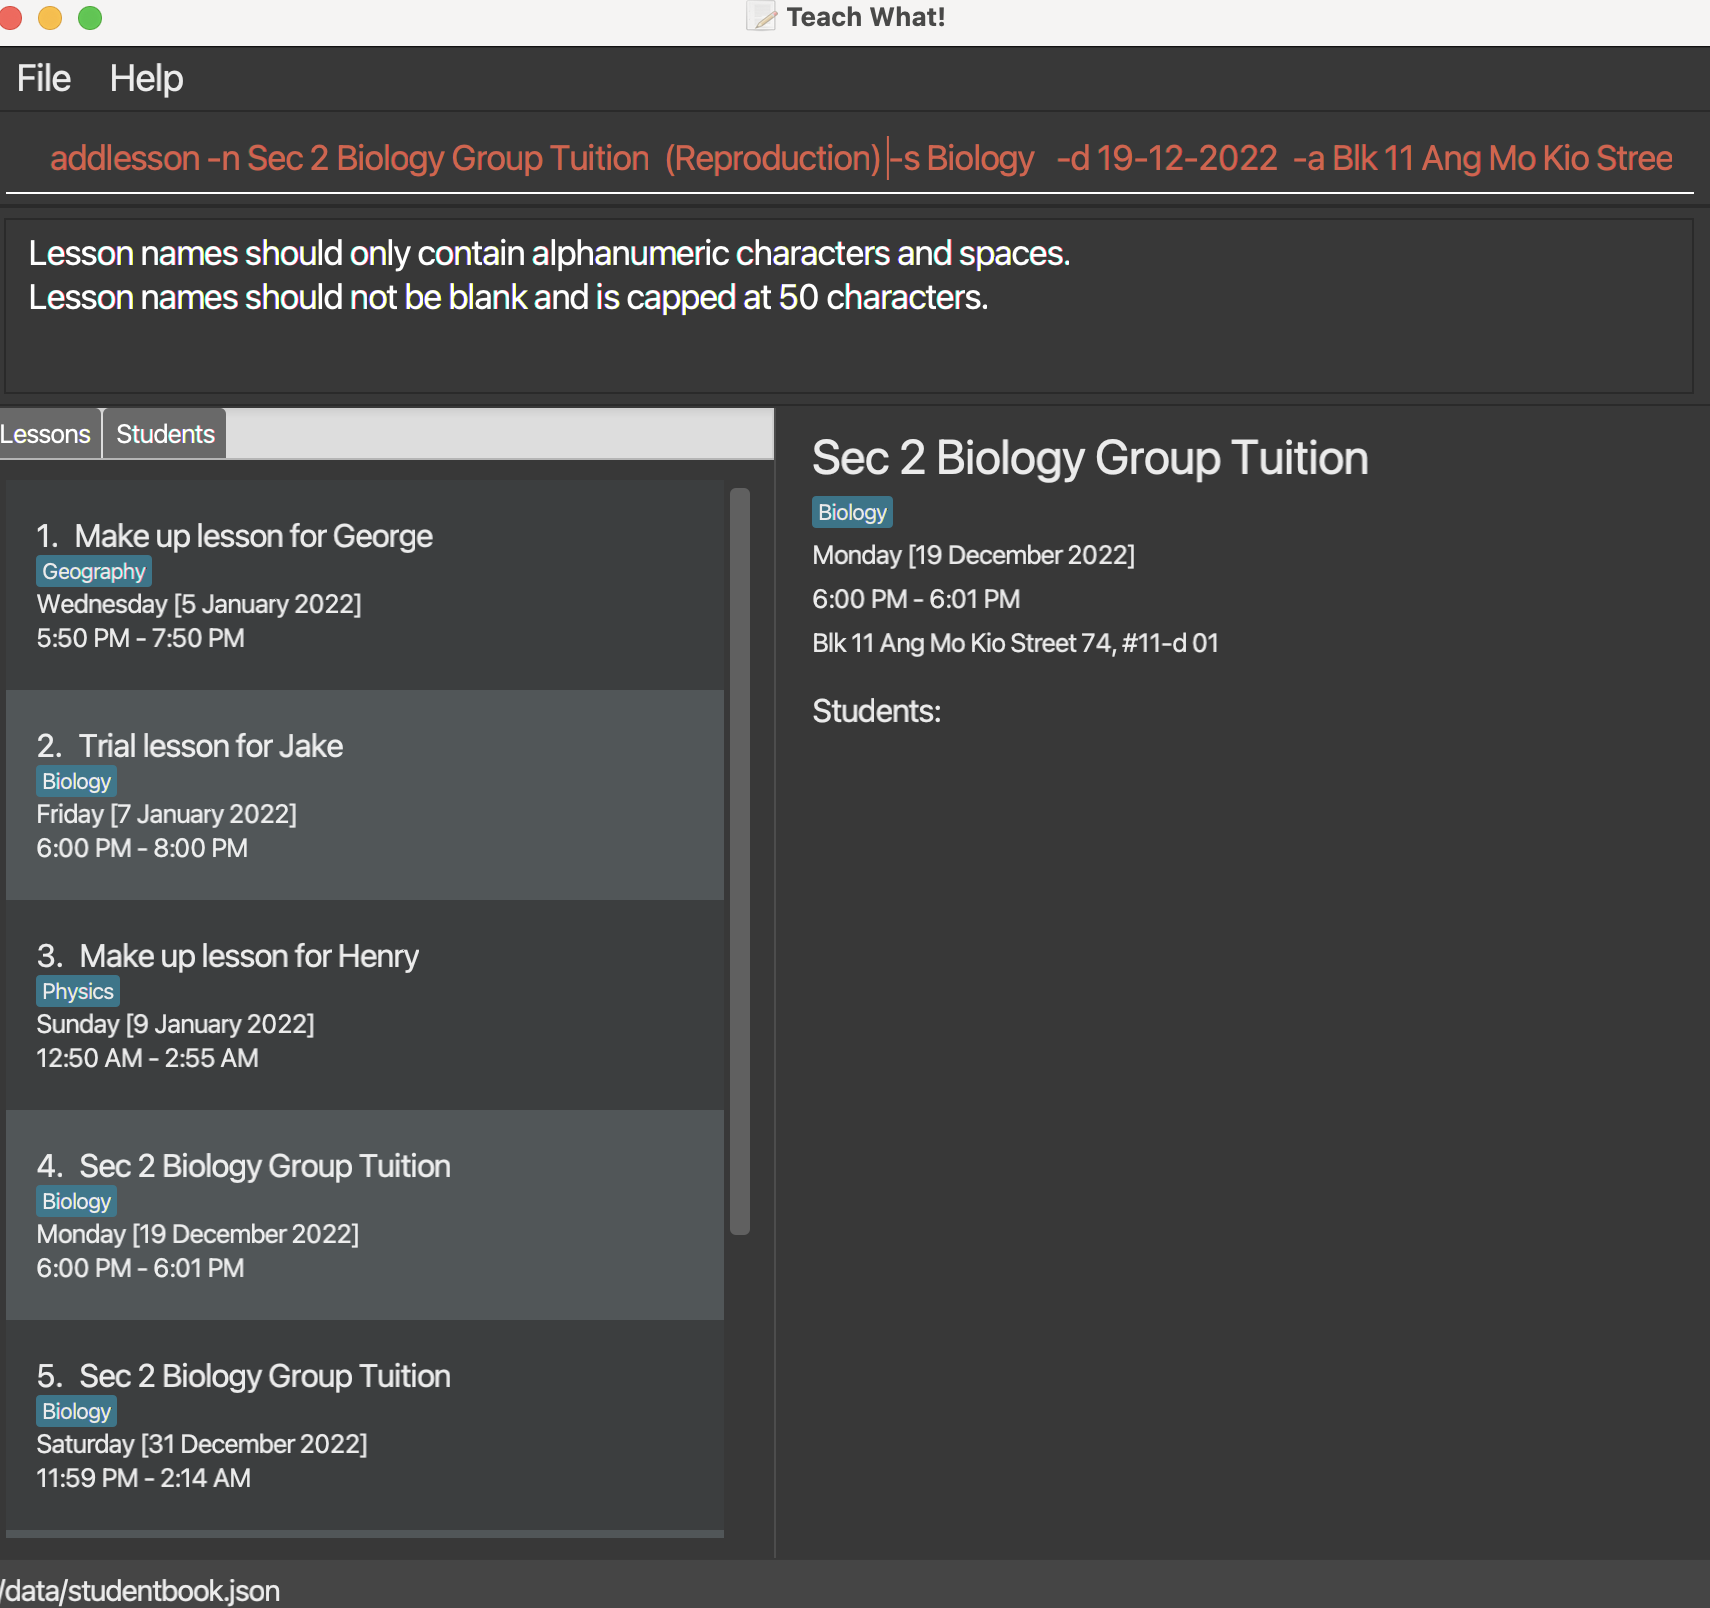 Teach What!
File Help
addlesson -n Sec 2 Biology Group Tuition  (Reproduction) -s Biology   -d 19-12-2022  -a Blk 11 Ang Mo Kio Stree
Lesson names should only contain alphanumeric characters and spaces.
Lesson names should not be blank and is capped at 50 characters.
Lessons Students
1. Make up lesson for George
Geography
Wednesday [5 January 2022]
5:50 PM - 7:50 PM
2. Trial lesson for Jake
Biology
Friday [7 January 2022]
6:00 PM - 8:00 PM
3. Make up lesson for Henry
Physics
Sunday [9 January 2022]
12:50 AM - 2:55 AM
4. Sec 2 Biology Group Tuition
Biology
Monday [19 December 2022]
6:00 PM - 6:01 PM
5. Sec 2 Biology Group Tuition
Biology
Saturday [31 December 2022]
11:59 PM - 2:14 AM
Sec 2 Biology Group Tuition
Biology
Monday [19 December 2022]
6:00 PM - 6:01 PM
Blk 11 Ang Mo Kio Street 74, #11-d 01
Students:
/data/studentbook.json